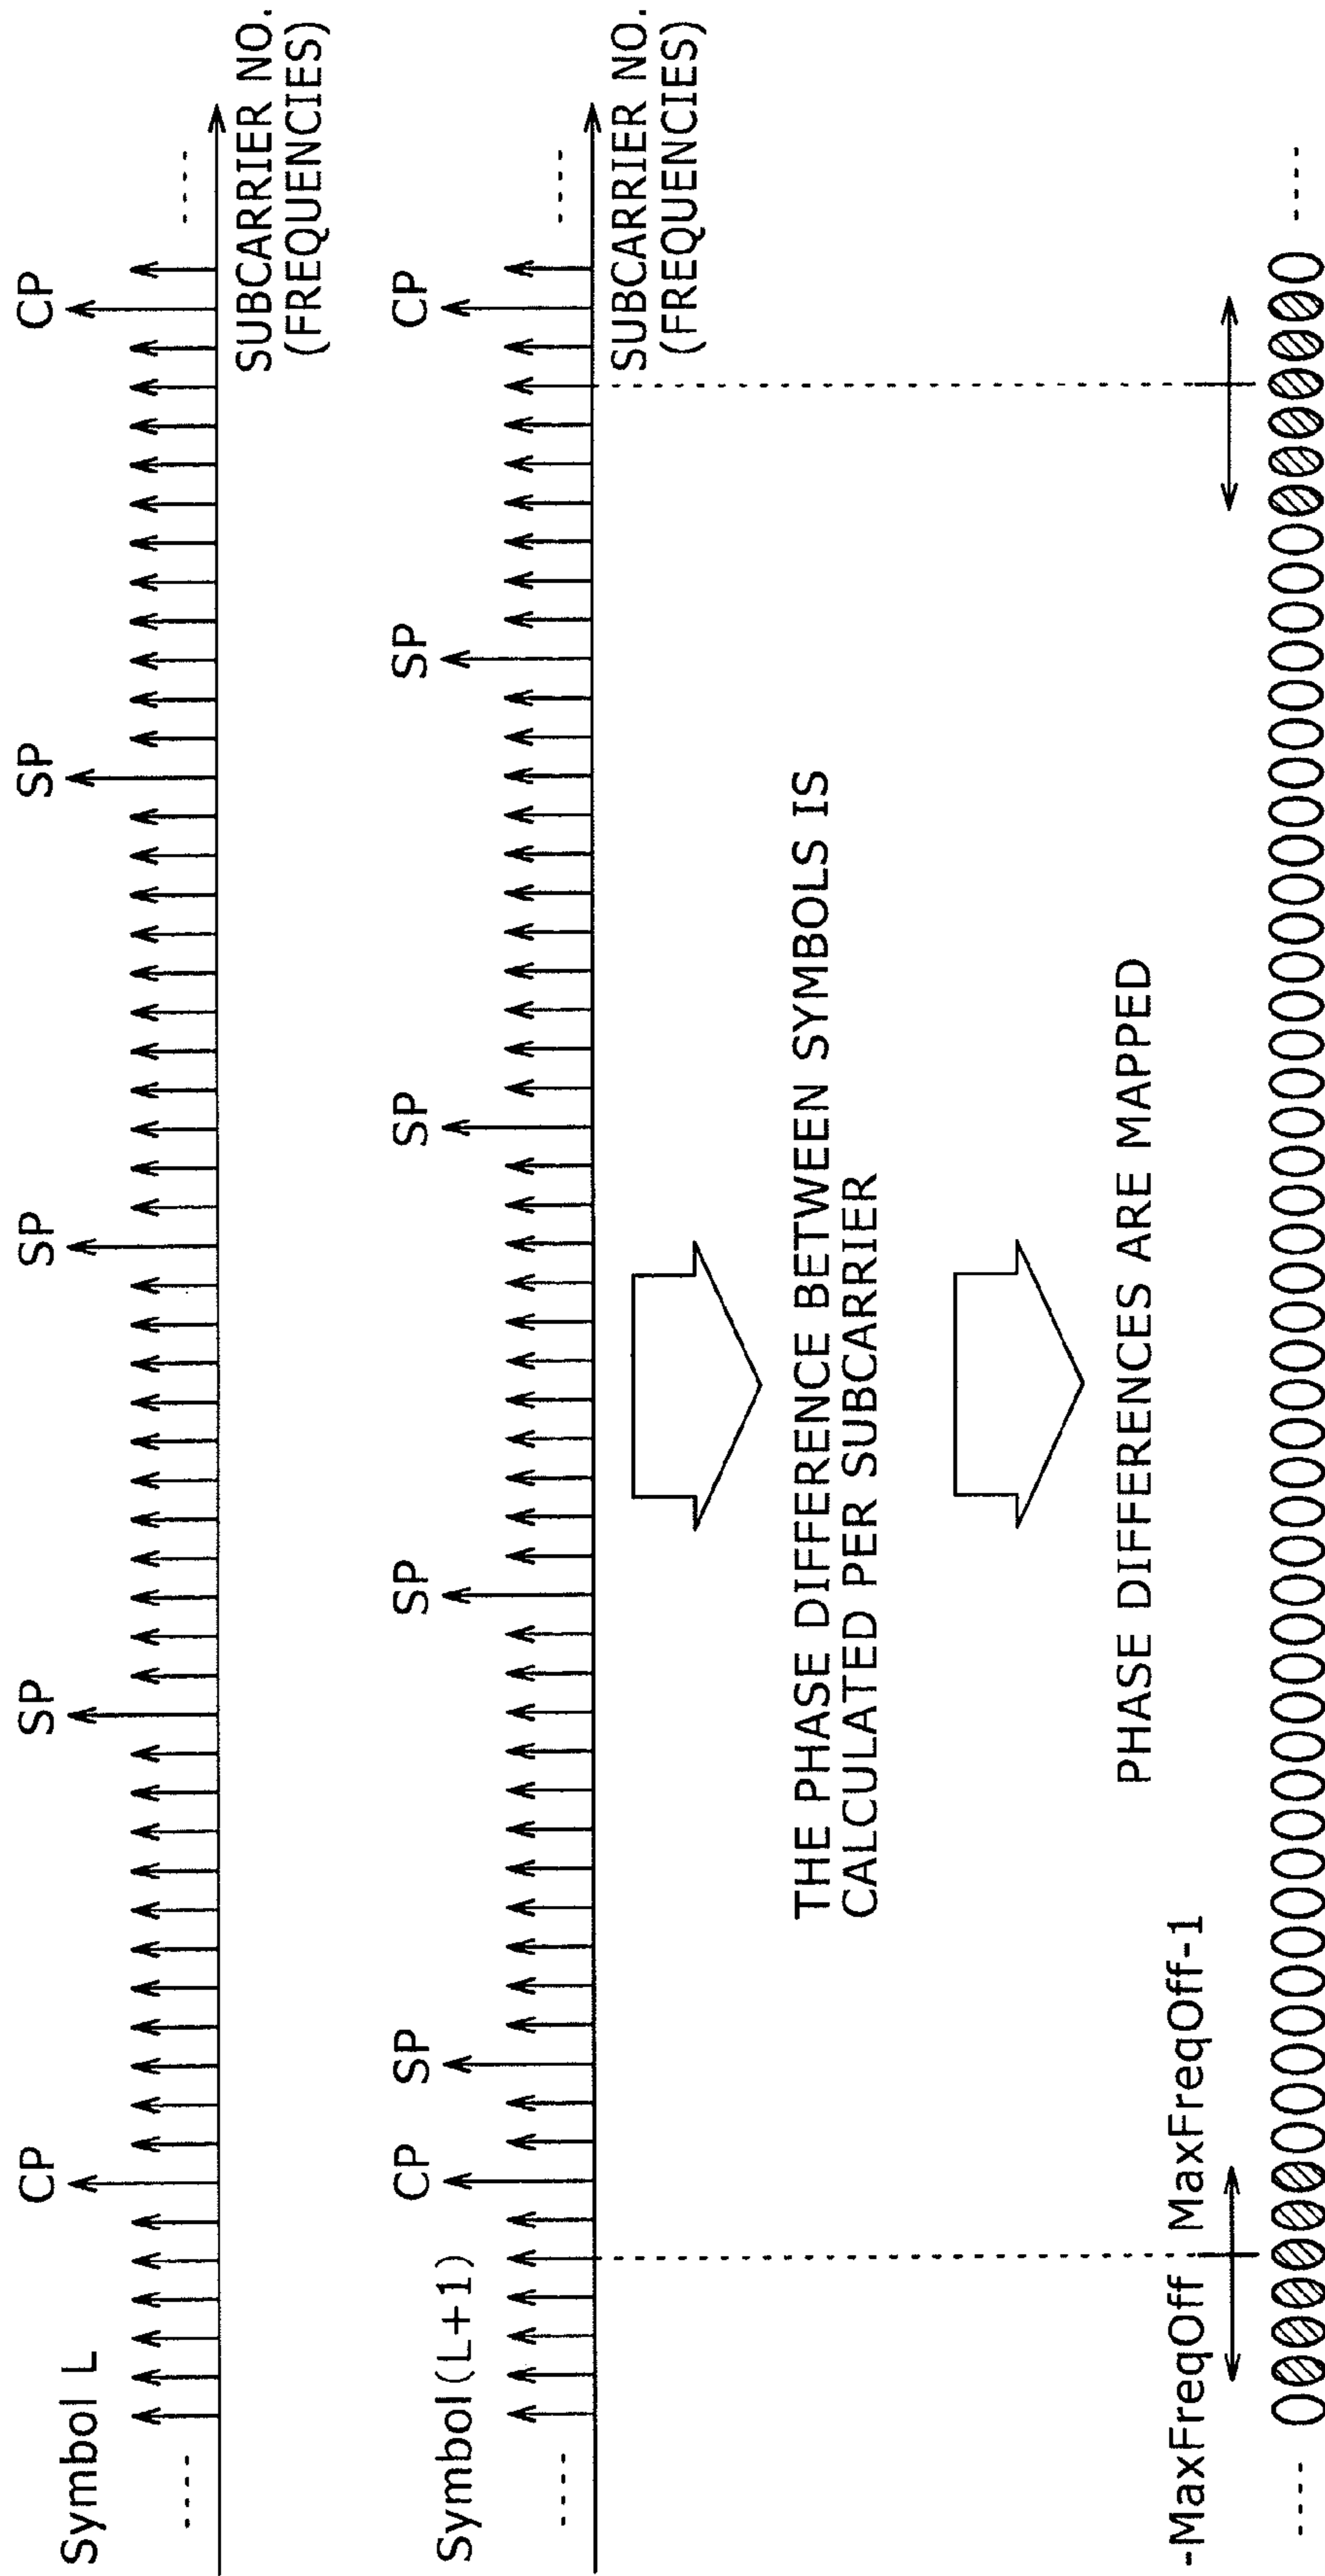 Symbol L
CP
SP
SP
SP
CP
SUBCARRIER NO.
(FREQUENCIES)
Symbol(L+1)
CP
SP
SP
SP
SP
CP
SUBCARRIER NO.
(FREQUENCIES)
THE PHASE DIFFERENCE BETWEEN SYMBOLS IS
CALCULATED PER SUBCARRIER
PHASE DIFFERENCES ARE MAPPED
-MaxFreqOff MaxFreqOff-1